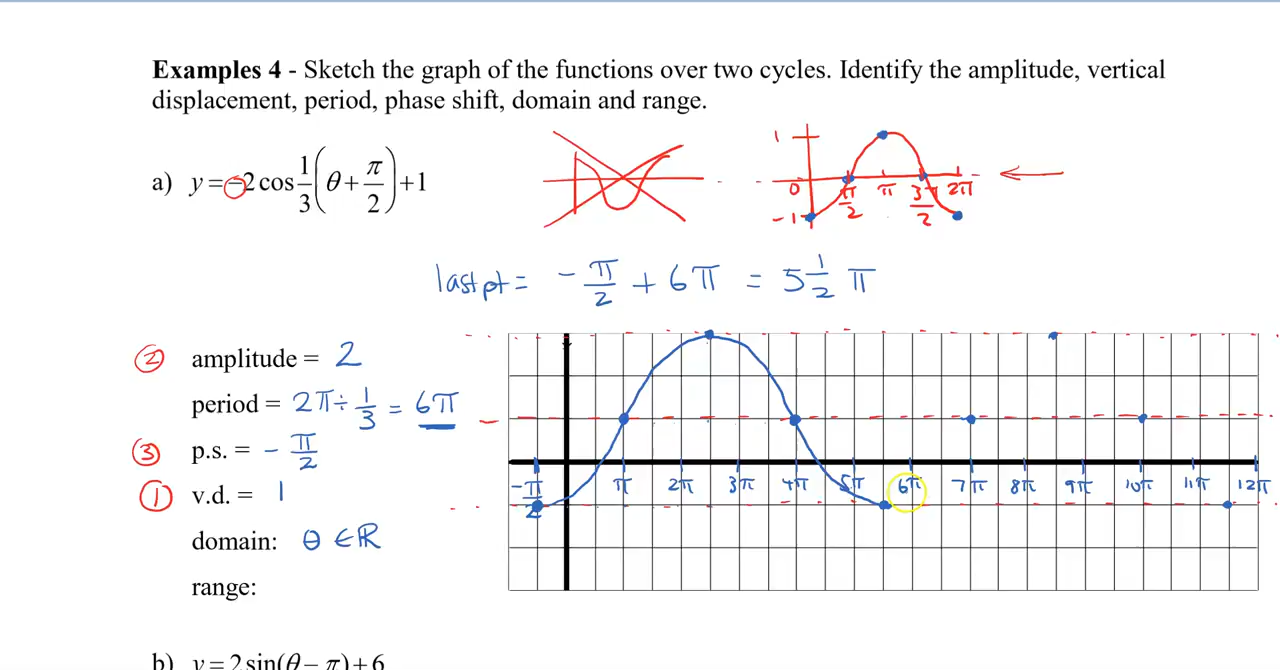 Examples 4 - Sketch the graph of the functions over two cycles. Identify the amplitude, vertical
displacement, period, phase shift, domain and range.
a) y = -2cos 1/3 (θ + π/2) + 1
1
0 π/2 π 3π/2 2π
-1
last pt = - π/2 + 6π = 5 1/2 π
② amplitude = 2
period = 2π ÷ 1/3 = 6π
③ p.s. = - π/2
① v.d. = 1
domain: θ ∈ ℝ
range:
-π/2 π 2π 3π 4π 5π 6π 7π 8π 9π 10π 11π 12π
b) y = 2sin(θ - π) + 6